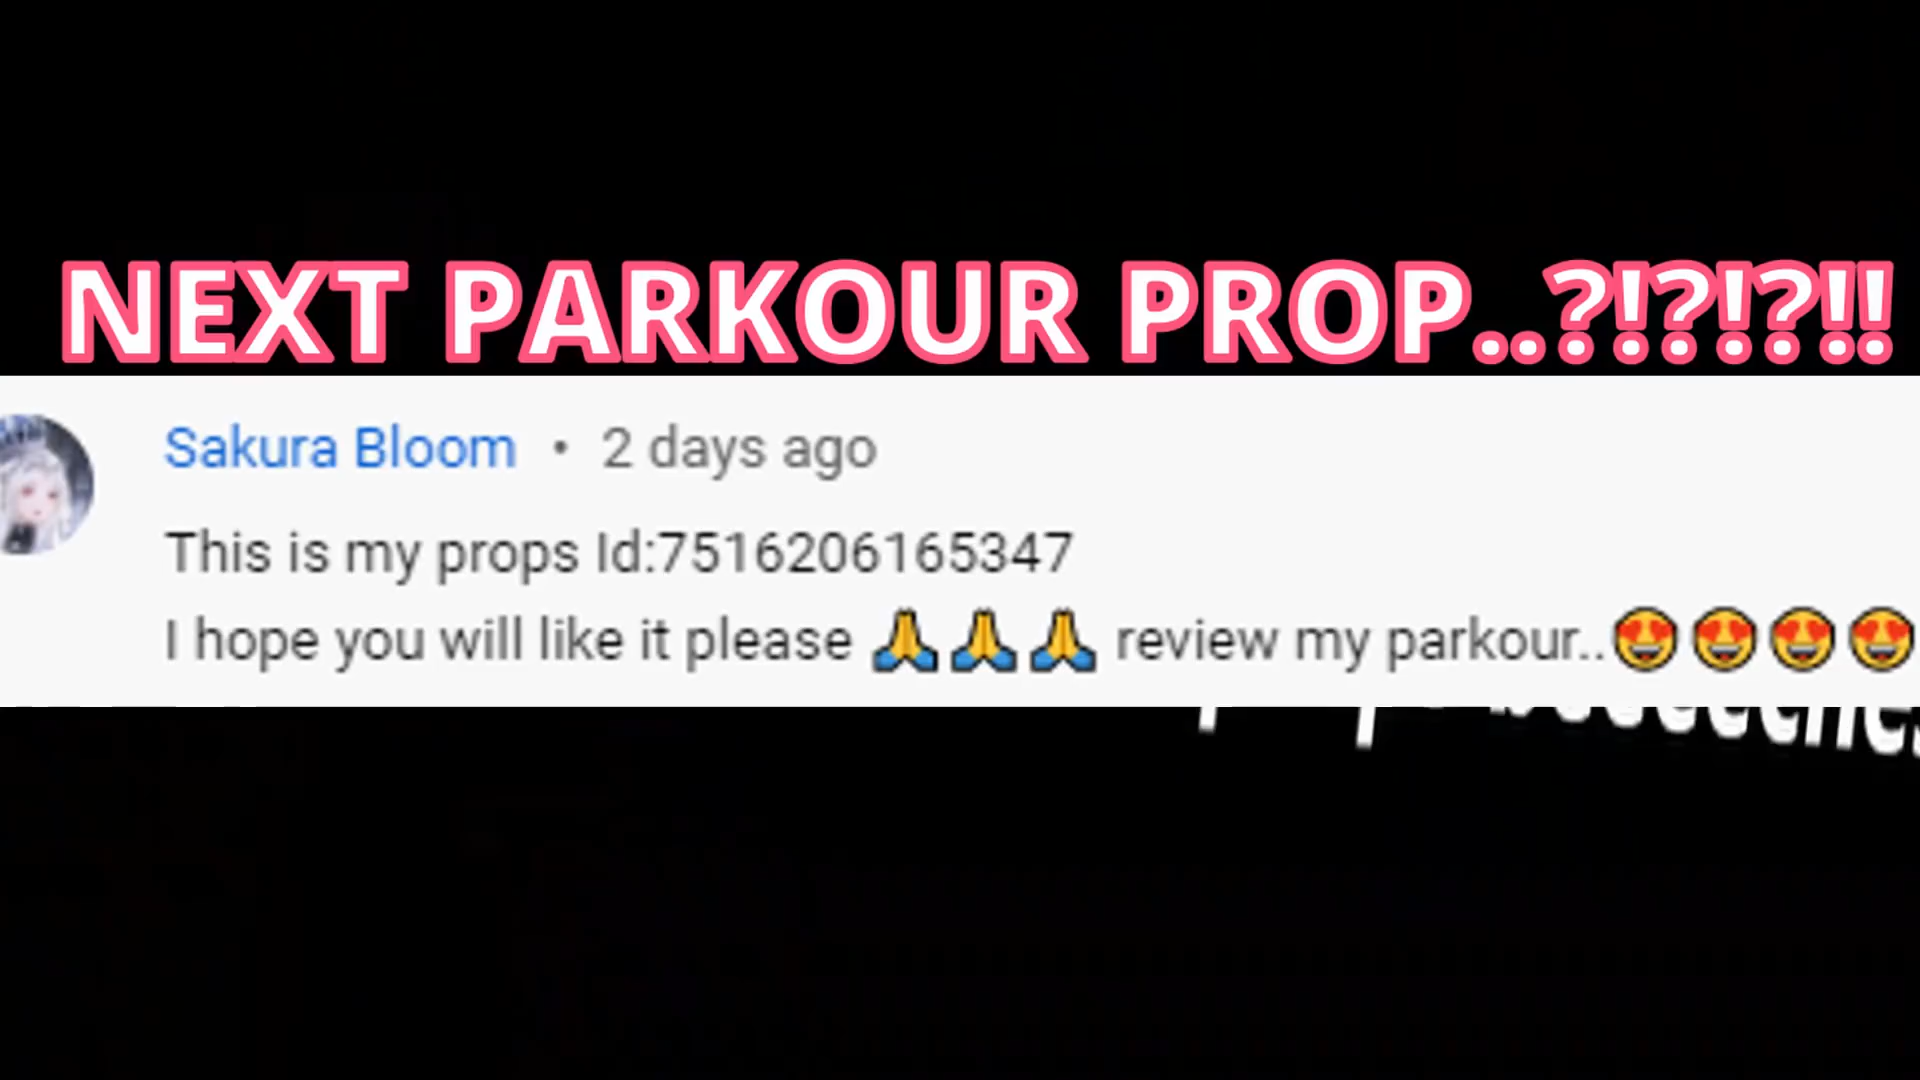 NEXT PARKOUR PROP..?!?!?!!
Sakura Bloom • 2 days ago
This is my props Id:7516206165347
I hope you will like it please 🙏🙏🙏 review my parkour..😍😍😍😍